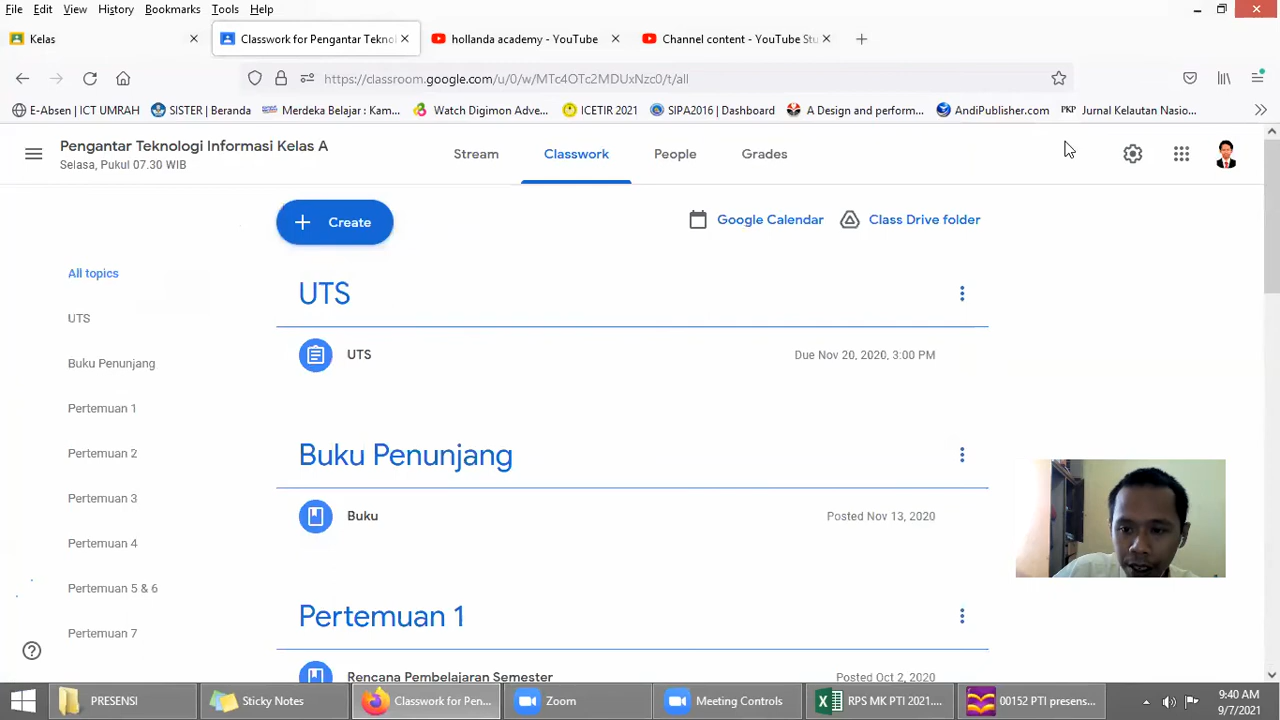 File Edit View History Bookmarks Tools Help
Kelas
Classwork for Pengantar Teknol
hollanda academy - YouTube
Channel content - YouTube Stu
https://classroom.google.com/u/0/w/MTc4OTc2MDUxNzc0/t/all
E-Absen | ICT UMRAH
SISTER | Beranda
Merdeka Belajar : Kam...
Watch Digimon Adve...
ICETIR 2021
SIPA2016 | Dashboard
A Design and perform...
AndiPublisher.com
PKP Jurnal Kelautan Nasio...
Pengantar Teknologi Informasi Kelas A
Selasa, Pukul 07.30 WIB
Stream
Classwork
People
Grades
Create
Google Calendar
Class Drive folder
All topics
UTS
Buku Penunjang
Pertemuan 1
Pertemuan 2
Pertemuan 3
Pertemuan 4
Pertemuan 5 & 6
Pertemuan 7
UTS
UTS
Due Nov 20, 2020, 3:00 PM
Buku Penunjang
Buku
Posted Nov 13, 2020
Pertemuan 1
Rencana Pembelajaran Semester
Posted Oct 2, 2020
PRESENSI
Sticky Notes
Classwork for Pen...
Zoom
Meeting Controls
RPS MK PTI 2021....
00152 PTI presens...
9:40 AM
9/7/2021